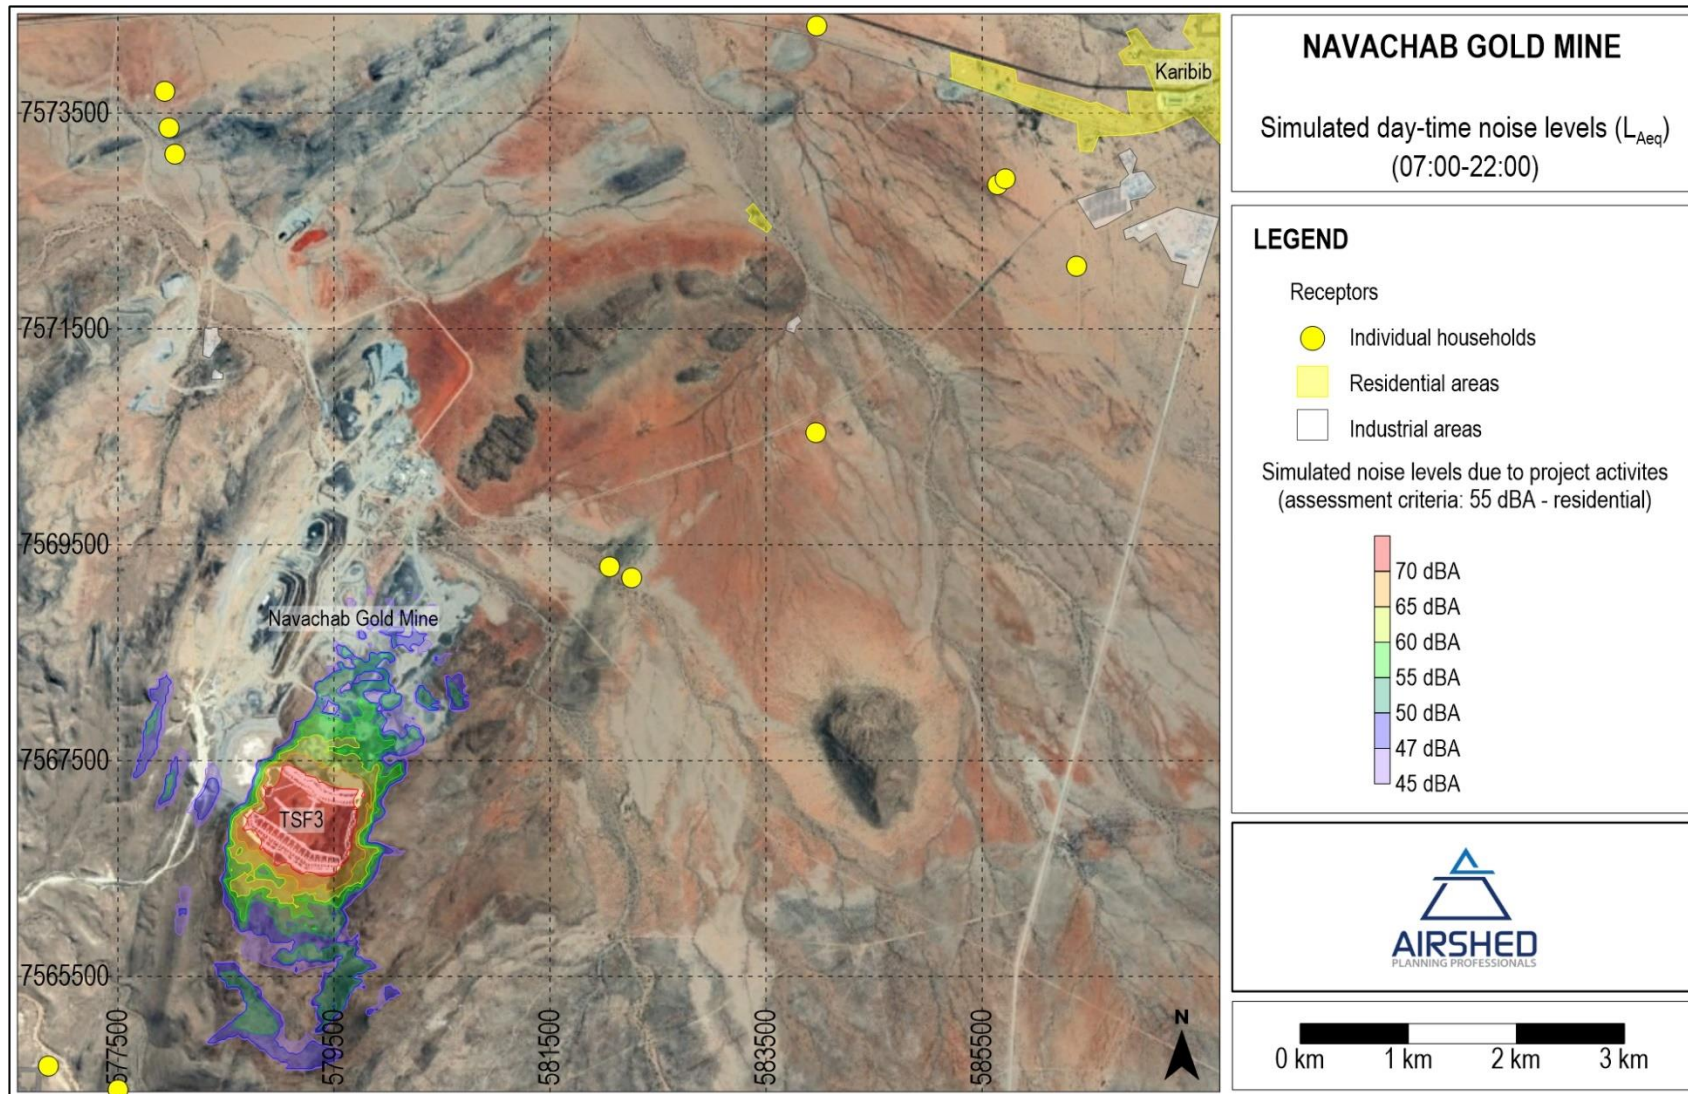 NAVACHAB GOLD MINE
Simulated day-time noise levels (LAeq)
(07:00-22:00)
LEGEND
Receptors
Individual households
Residential areas
Industrial areas
Simulated noise levels due to project activites
(assessment criteria: 55 dBA - residential)
70 dBA
65 dBA
60 dBA
55 dBA
50 dBA
47 dBA
45 dBA
AIRSHED
PLANNING PROFESSIONALS
0 km 1 km 2 km 3 km
Karibib
7573500
7571500
7569500
Navachab Gold Mine
7567500
TSF3
7565500
577500
579500
581500
583500
585500
N